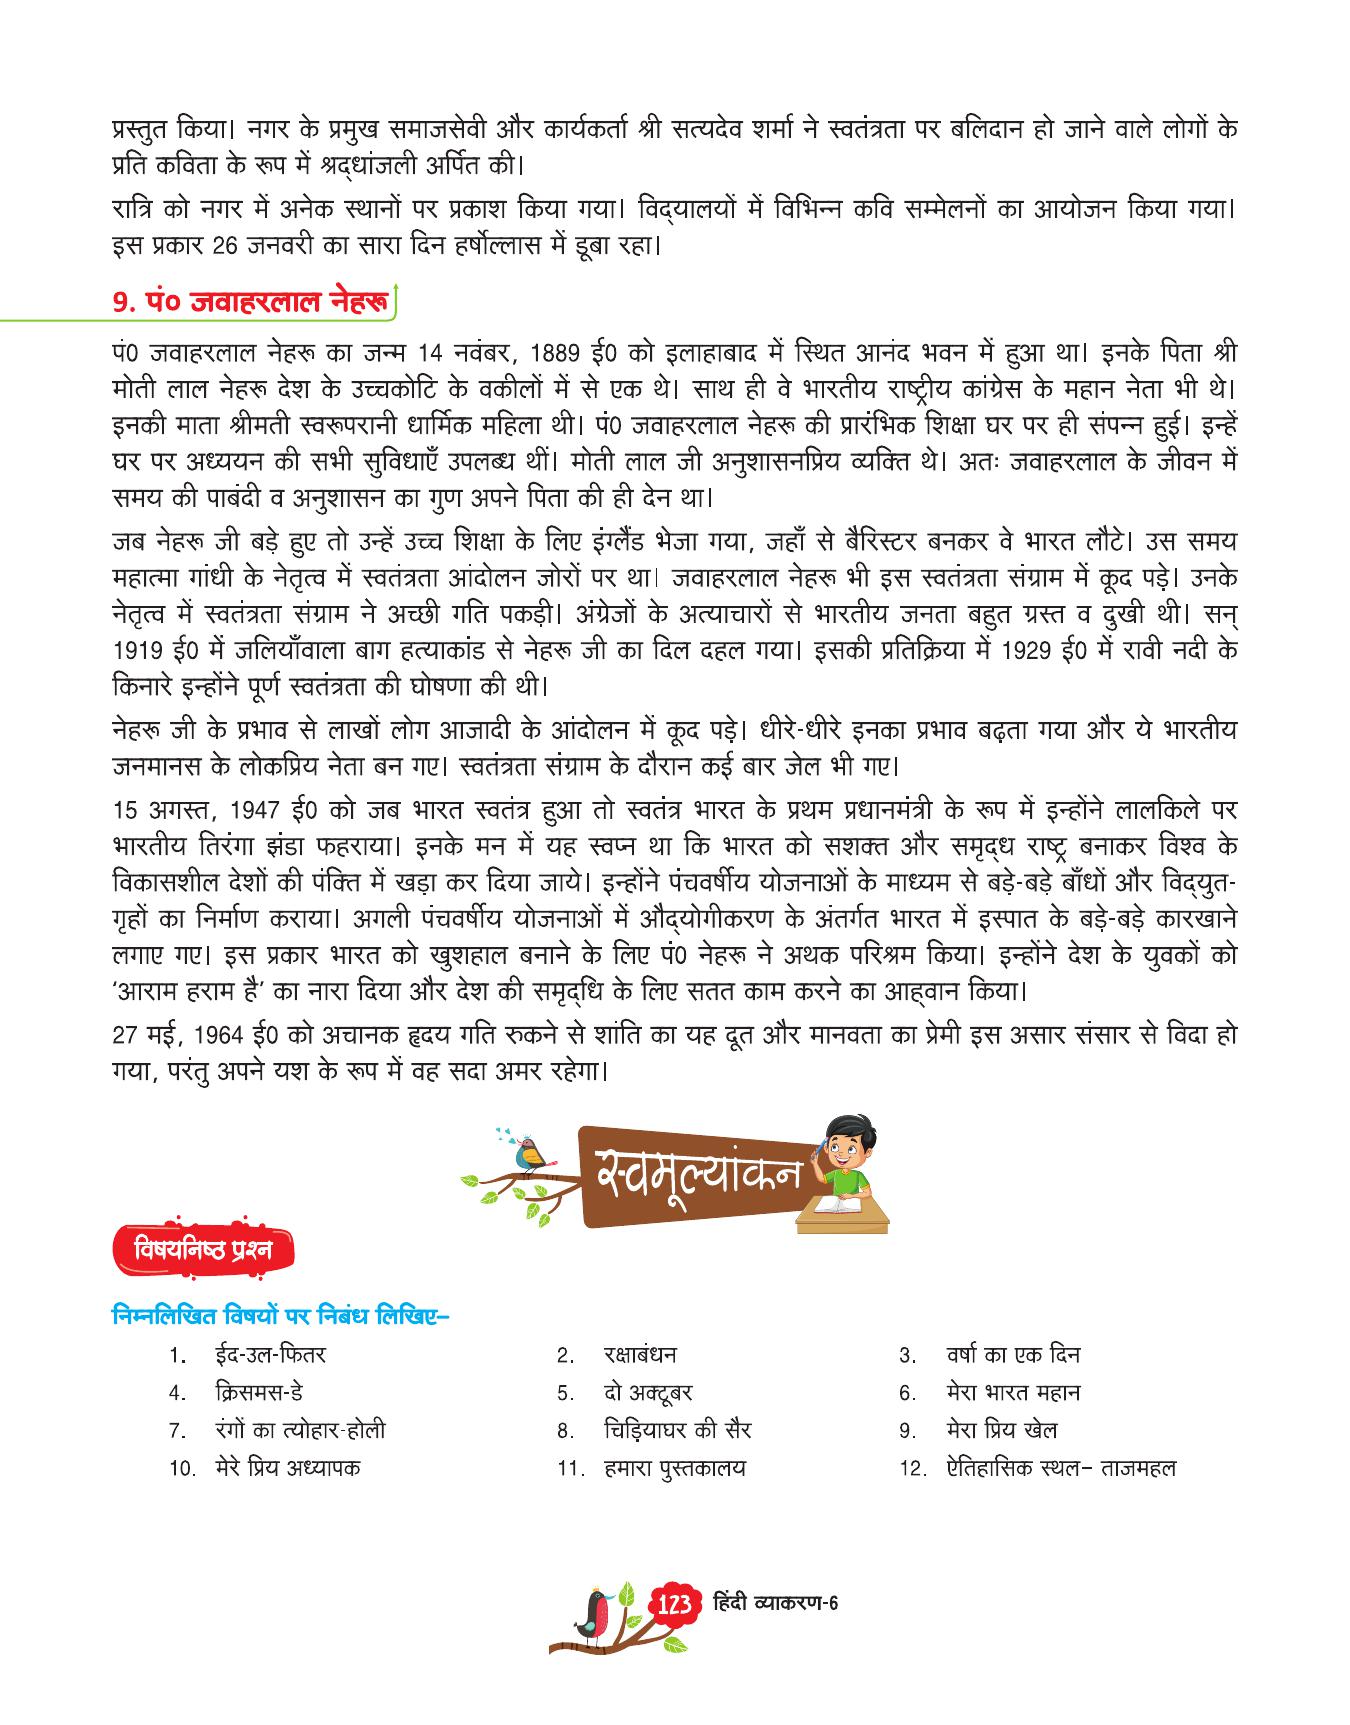 प्रस्तुत किया। नगर के प्रमुख समाजसेवी और कार्यकर्ता श्री सत्यदेव शर्मा ने स्वतंत्रता पर बलिदान हो जाने वाले लोगों के
प्रति कविता के रूप में श्रद्धांजली अर्पित की।
रात्रि को नगर में अनेक स्थानों पर प्रकाश किया गया। विद्यालयों में विभिन्न कवि सम्मेलनों का आयोजन किया गया।
इस प्रकार 26 जनवरी का सारा दिन हर्षोल्लास में डूबा रहा।
9. पं० जवाहरलाल नेहरू
पं0 जवाहरलाल नेहरू का जन्म 14 नवंबर, 1889 ई0 को इलाहाबाद में स्थित आनंद भवन में हुआ था। इनके पिता श्री
मोती लाल नेहरू देश के उच्चकोटि के वकीलों में से एक थे। साथ ही वे भारतीय राष्ट्रीय कांग्रेस के महान नेता भी थे।
इनकी माता श्रीमती स्वरूपरानी धार्मिक महिला थी। पं0 जवाहरलाल नेहरू की प्रारंभिक शिक्षा घर पर ही संपन्न हुई। इन्हें
घर पर अध्ययन की सभी सुविधाएँ उपलब्ध थीं। मोती लाल जी अनुशासनप्रिय व्यक्ति थे। अतः जवाहरलाल के जीवन में
समय की पाबंदी व अनुशासन का गुण अपने पिता की ही देन था।
जब नेहरू जी बड़े हुए तो उन्हें उच्च शिक्षा के लिए इंग्लैंड भेजा गया, जहाँ से बैरिस्टर बनकर वे भारत लौटे। उस समय
महात्मा गांधी के नेतृत्व में स्वतंत्रता आंदोलन जोरों पर था। जवाहरलाल नेहरू भी इस स्वतंत्रता संग्राम में कूद पड़े। उनके
नेतृत्व में स्वतंत्रता संग्राम ने अच्छी गति पकड़ी। अंग्रेजों के अत्याचारों से भारतीय जनता बहुत ग्रस्त व दुखी थी। सन्
1919 ई0 में जलियाँवाला बाग हत्याकांड से नेहरू जी का दिल दहल गया। इसकी प्रतिक्रिया में 1929 ई0 में रावी नदी के
किनारे इन्होंने पूर्ण स्वतंत्रता की घोषणा की थी।
नेहरू जी के प्रभाव से लाखों लोग आजादी के आंदोलन में कूद पड़े। धीरे-धीरे इनका प्रभाव बढ़ता गया और ये भारतीय
जनमानस के लोकप्रिय नेता बन गए। स्वतंत्रता संग्राम के दौरान कई बार जेल भी गए।
15 अगस्त, 1947 ई0 को जब भारत स्वतंत्र हुआ तो स्वतंत्र भारत के प्रथम प्रधानमंत्री के रूप में इन्होंने लालकिले पर
भारतीय तिरंगा झंडा फहराया। इनके मन में यह स्वप्न था कि भारत को सशक्त और समृद्ध राष्ट्र बनाकर विश्व के
विकासशील देशों की पंक्ति में खड़ा कर दिया जाये। इन्होंने पंचवर्षीय योजनाओं के माध्यम से बड़े-बड़े बाँधों और विद्युत-
गृहों का निर्माण कराया। अगली पंचवर्षीय योजनाओं में औद्योगीकरण के अंतर्गत भारत में इस्पात के बड़े-बड़े कारखाने
लगाए गए। इस प्रकार भारत को खुशहाल बनाने के लिए पं0 नेहरू ने अथक परिश्रम किया। इन्होंने देश के युवकों को
‘आराम हराम है’ का नारा दिया और देश की समृद्धि के लिए सतत काम करने का आह्वान किया।
27 मई, 1964 ई0 को अचानक हृदय गति रुकने से शांति का यह दूत और मानवता का प्रेमी इस असार संसार से विदा हो
गया, परंतु अपने यश के रूप में वह सदा अमर रहेगा।
स्वमूल्यांकन
विषयनिष्ठ प्रश्न
निम्नलिखित विषयों पर निबंध लिखिए–
1. ईद-उल-फितर 2. रक्षाबंधन 3. वर्षा का एक दिन
4. क्रिसमस-डे 5. दो अक्टूबर 6. मेरा भारत महान
7. रंगों का त्योहार-होली 8. चिड़ियाघर की सैर 9. मेरा प्रिय खेल
10. मेरे प्रिय अध्यापक 11. हमारा पुस्तकालय 12. ऐतिहासिक स्थल– ताजमहल
123 हिंदी व्याकरण-6